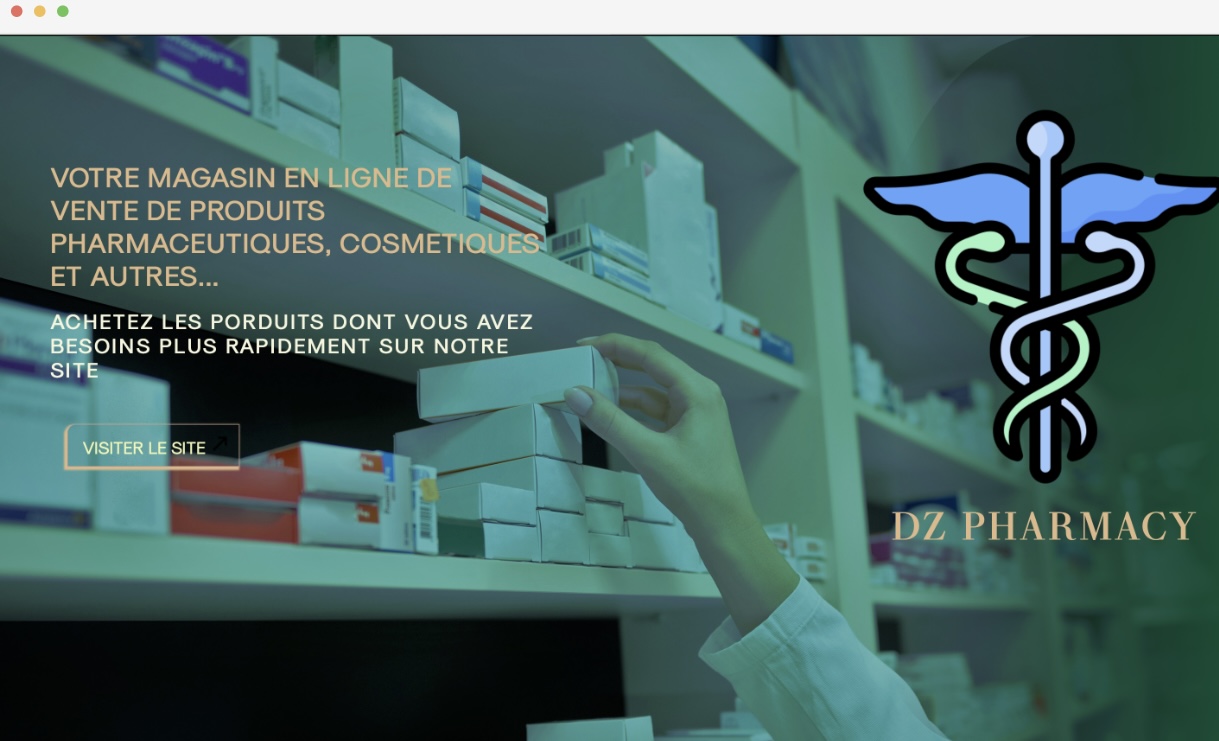 VOTRE MAGASIN EN LIGNE DE
VENTE DE PRODUITS
PHARMACEUTIQUES, COSMETIQUES
ET AUTRES...
ACHETEZ LES PORDUITS DONT VOUS AVEZ
BESOINS PLUS RAPIDEMENT SUR NOTRE
SITE
VISITER LE SITE
DZ PHARMACY